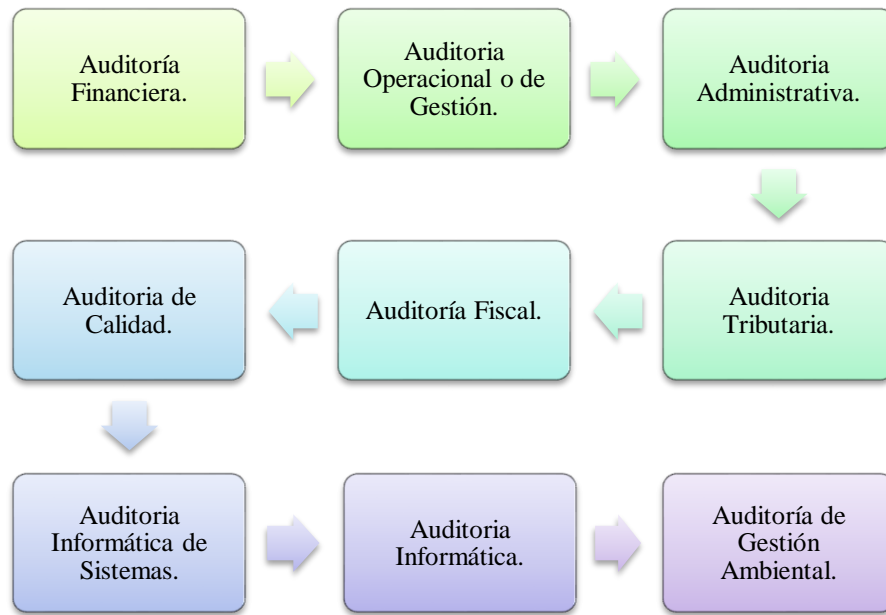 Auditoría
Financiera.
Auditoria
Operacional o de
Gestión.
Auditoria
Administrativa.
Auditoria
Tributaria.
Auditoría Fiscal.
Auditoria de
Calidad.
Auditoria
Informática de
Sistemas.
Auditoria
Informática.
Auditoría de
Gestión
Ambiental.